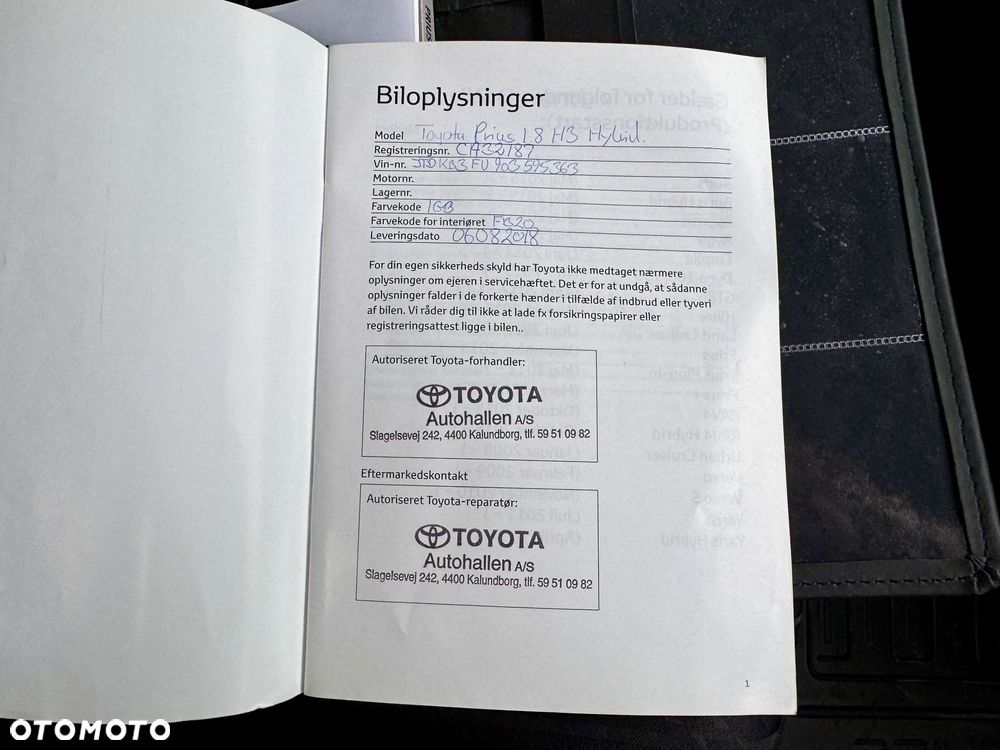 PRIUS
Biloplysninger
Model Toyota Prius 1.8 H3 Hybrid.
Registreringsnr. CA32187
Vin-nr. JTDKB3FU903595363
Motornr.
Lagernr.
Farvekode 1GB
Farvekode for interiøret FB20
Leveringsdato 06082018
For din egen sikkerheds skyld har Toyota ikke medtaget nærmere
oplysninger om ejeren i servicehæftet. Det er for at undgå, at sådanne
oplysninger falder i de forkerte hænder i tilfælde af indbrud eller tyveri
af bilen. Vi råder dig til ikke at lade fx forsikringspapirer eller
registreringsattest ligge i bilen..
Autoriseret Toyota-forhandler:
TOYOTA
Autohallen A/S
Slagelsevej 242, 4400 Kalundborg, tlf. 59 51 09 82
Eftermarkedskontakt
Autoriseret Toyota-reparatør:
TOYOTA
Autohallen A/S
Slagelsevej 242, 4400 Kalundborg, tlf. 59 51 09 82
1
OTOMOTO